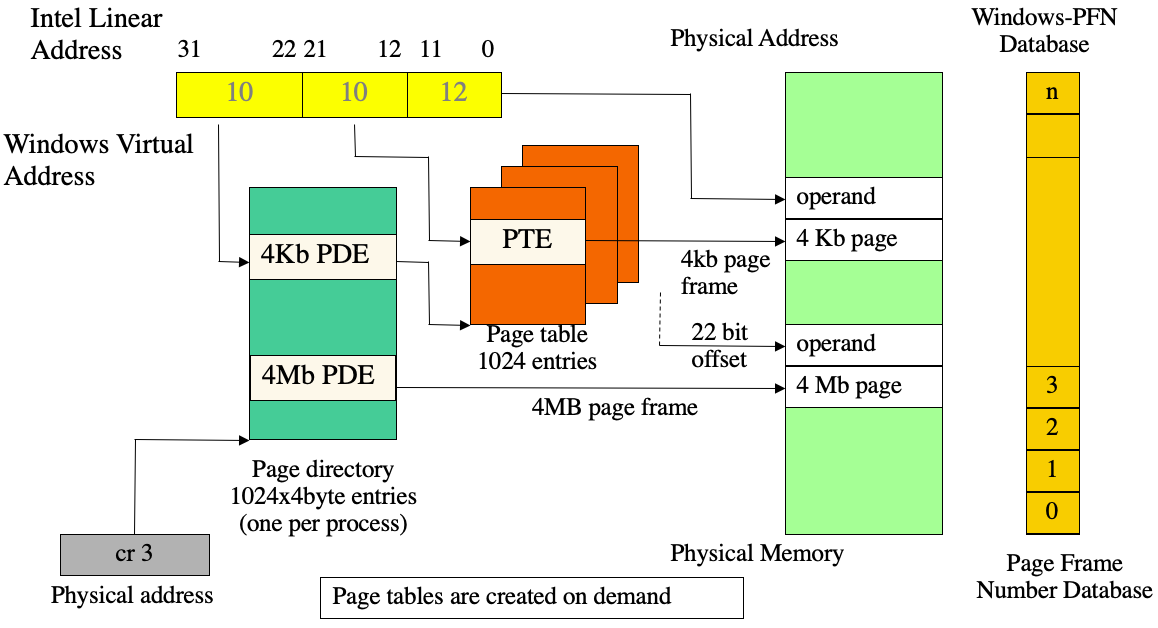 Intel Linear
Address
31
22
21
12
11
0
10
10
12
Windows Virtual
Address
Physical Address
Windows-PFN
Database
n
operand
4 Kb page
PTE
4Kb PDE
4kb page
frame
Page table
1024 entries
22 bit
offset
operand
4Mb PDE
4 Mb page
4MB page frame
3
2
1
0
Page directory
1024x4byte entries
(one per process)
cr 3
Physical address
Physical Memory
Page Frame
Number Database
Page tables are created on demand